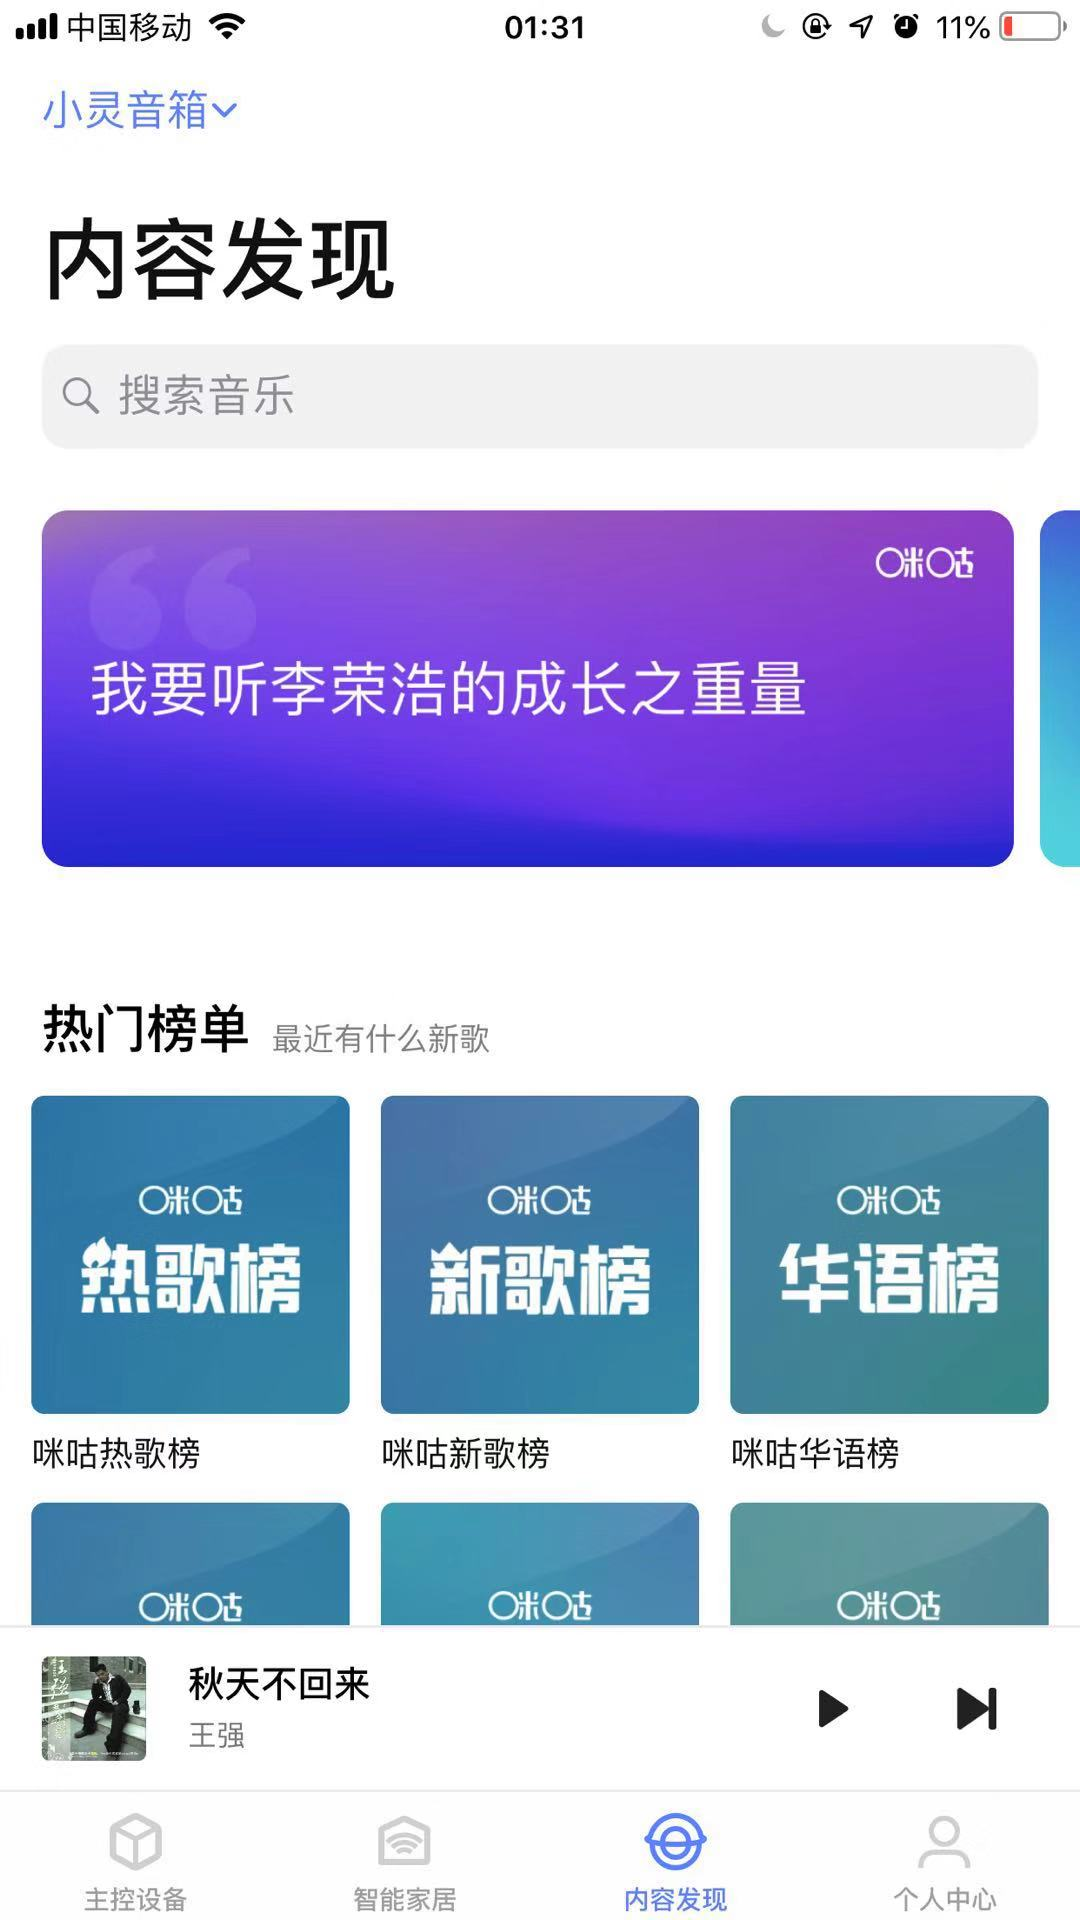 中国移动 01:31 11%
小灵音箱
内容发现
搜索音乐
咪咕
我要听李荣浩的成长之重量
热门榜单 最近有什么新歌
咪咕 咪咕 咪咕
热歌榜 新歌榜 华语榜
咪咕热歌榜 咪咕新歌榜 咪咕华语榜
咪咕 咪咕 咪咕
秋天不回来
王强
主控设备 智能家居 内容发现 个人中心